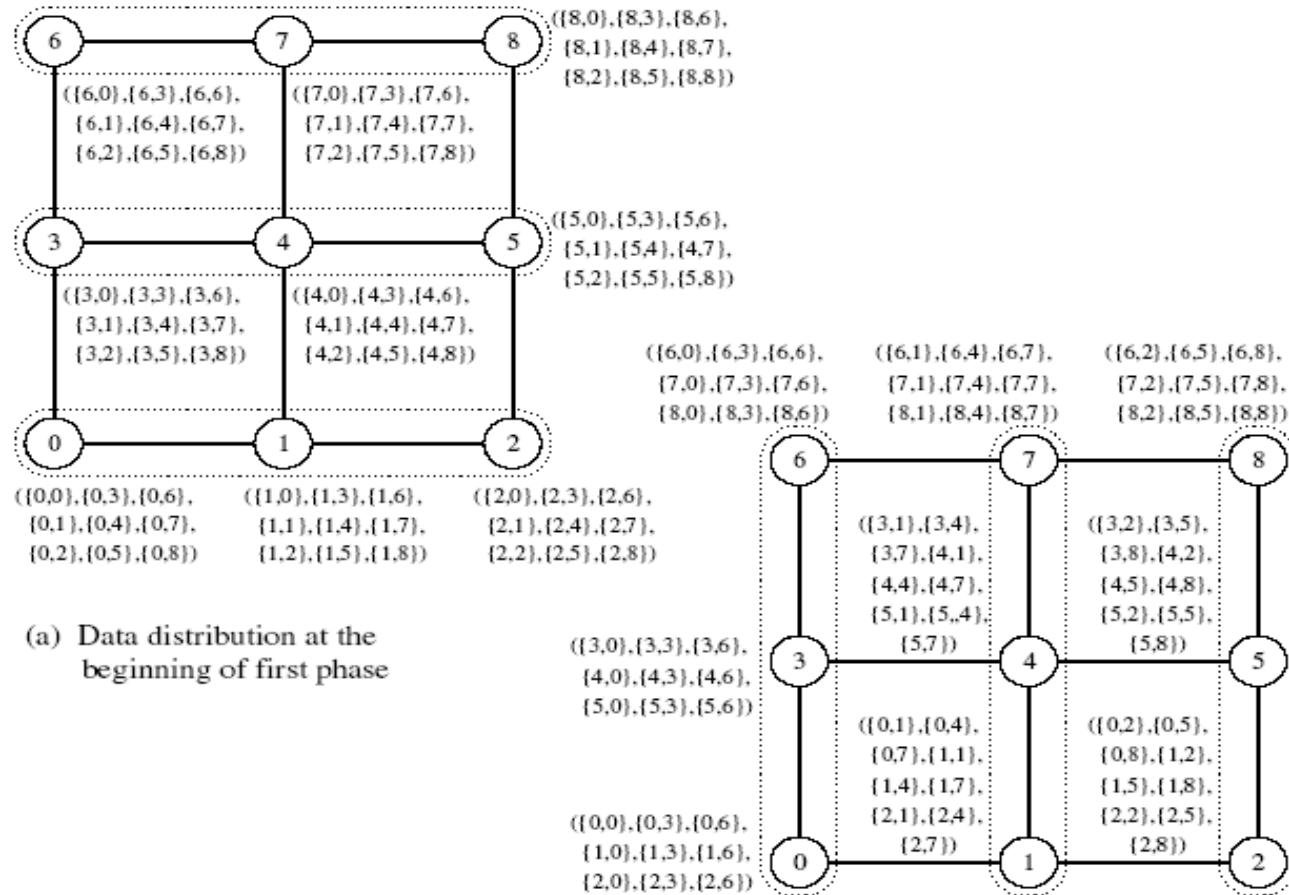 6 7 8 ({8,0},{8,3},{8,6},
{8,1},{8,4},{8,7},
{8,2},{8,5},{8,8})
({6,0},{6,3},{6,6}, ({7,0},{7,3},{7,6},
{6,1},{6,4},{6,7}, {7,1},{7,4},{7,7},
{6,2},{6,5},{6,8}) {7,2},{7,5},{7,8})
3 4 5 ({5,0},{5,3},{5,6},
{5,1},{5,4},{4,7},
{5,2},{5,5},{5,8})
({3,0},{3,3},{3,6}, ({4,0},{4,3},{4,6},
{3,1},{3,4},{3,7}, {4,1},{4,4},{4,7},
{3,2},{3,5},{3,8}) {4,2},{4,5},{4,8})
0 1 2
({0,0},{0,3},{0,6}, ({1,0},{1,3},{1,6}, ({2,0},{2,3},{2,6},
{0,1},{0,4},{0,7}, {1,1},{1,4},{1,7}, {2,1},{2,4},{2,7},
{0,2},{0,5},{0,8}) {1,2},{1,5},{1,8}) {2,2},{2,5},{2,8})
(a) Data distribution at the
beginning of first phase
({6,0},{6,3},{6,6}, ({6,1},{6,4},{6,7}, ({6,2},{6,5},{6,8},
{7,0},{7,3},{7,6}, {7,1},{7,4},{7,7}, {7,2},{7,5},{7,8},
{8,0},{8,3},{8,6}) {8,1},{8,4},{8,7}) {8,2},{8,5},{8,8})
6 7 8
({3,1},{3,4}, ({3,2},{3,5},
{3,7},{4,1}, {3,8},{4,2},
{4,4},{4,7}, {4,5},{4,8},
{5,1},{5,.4}, {5,2},{5,5},
{5,7}) {5,8})
({3,0},{3,3},{3,6},
{4,0},{4,3},{4,6},
{5,0},{5,3},{5,6})
3 4 5
({0,1},{0,4}, ({0,2},{0,5},
{0,7},{1,1}, {0,8},{1,2},
{1,4},{1,7}, {1,5},{1,8},
{2,1},{2,4}, {2,2},{2,5},
{2,7}) {2,8})
({0,0},{0,3},{0,6},
{1,0},{1,3},{1,6},
{2,0},{2,3},{2,6})
0 1 2